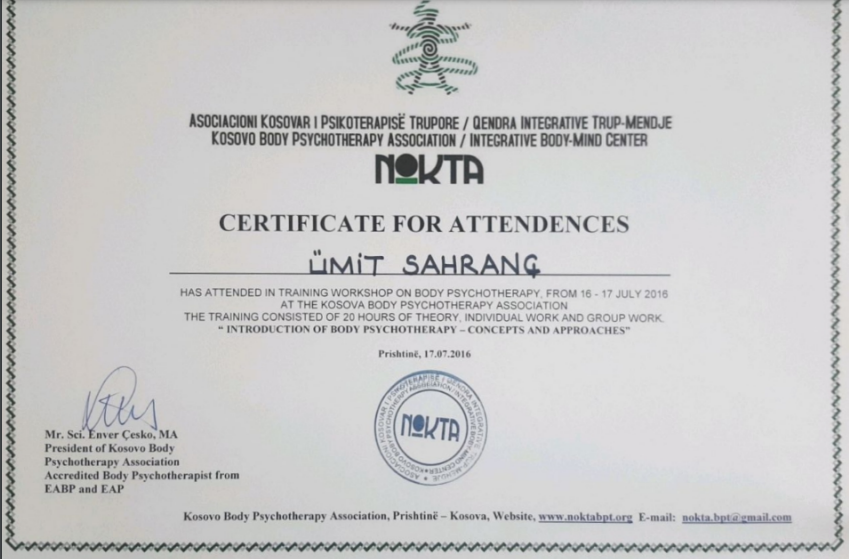 ASOCIACIONI KOSOVAR I PSIKOTERAPISË TRUPORE / QENDRA INTEGRATIVE TRUP-MENDJE
KOSOVO BODY PSYCHOTHERAPY ASSOCIATION / INTEGRATIVE BODY-MIND CENTER
NOKTA
CERTIFICATE FOR ATTENDENCES
ÜMİT SAHRANÇ
HAS ATTENDED IN TRAINING WORKSHOP ON BODY PSYCHOTHERAPY, FROM 16 - 17 JULY 2016
AT THE KOSOVA BODY PSYCHOTHERAPY ASSOCIATION
THE TRAINING CONSISTED OF 20 HOURS OF THEORY, INDIVIDUAL WORK AND GROUP WORK.
“ INTRODUCTION OF BODY PSYCHOTHERAPY – CONCEPTS AND APPROACHES”
Prishtinë, 17.07.2016
NOKTA
Mr. Sci. Enver Çesko, MA
President of Kosovo Body
Psychotherapy Association
Accredited Body Psychotherapist from
EABP and EAP
Kosovo Body Psychotherapy Association, Prishtinë – Kosova, Website, www.noktabpt.org E-mail: nokta.bpt@gmail.com